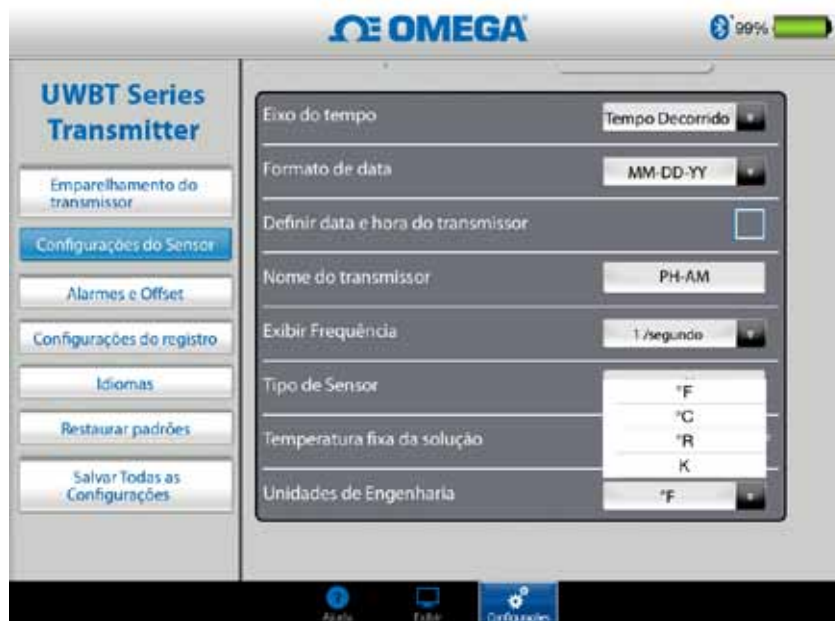 OMEGA
99%
UWBT Series
Transmitter
Emparelhamento do
transmissor
Configurações do Sensor
Alarmes e Offset
Configurações do registro
Idiomas
Restaurar padrões
Salvar Todas as
Configurações
Eixo do tempo
Tempo Decorrido
Formato de data
MM-DD-YY
Definir data e hora do transmissor
Nome do transmissor
PH-AM
Exibir Frequência
1/segundo
Tipo de Sensor
°F
°C
°R
K
Temperatura fixa da solução
Unidades de Engenharia
°F
Ajuda
Exibir
Configurações